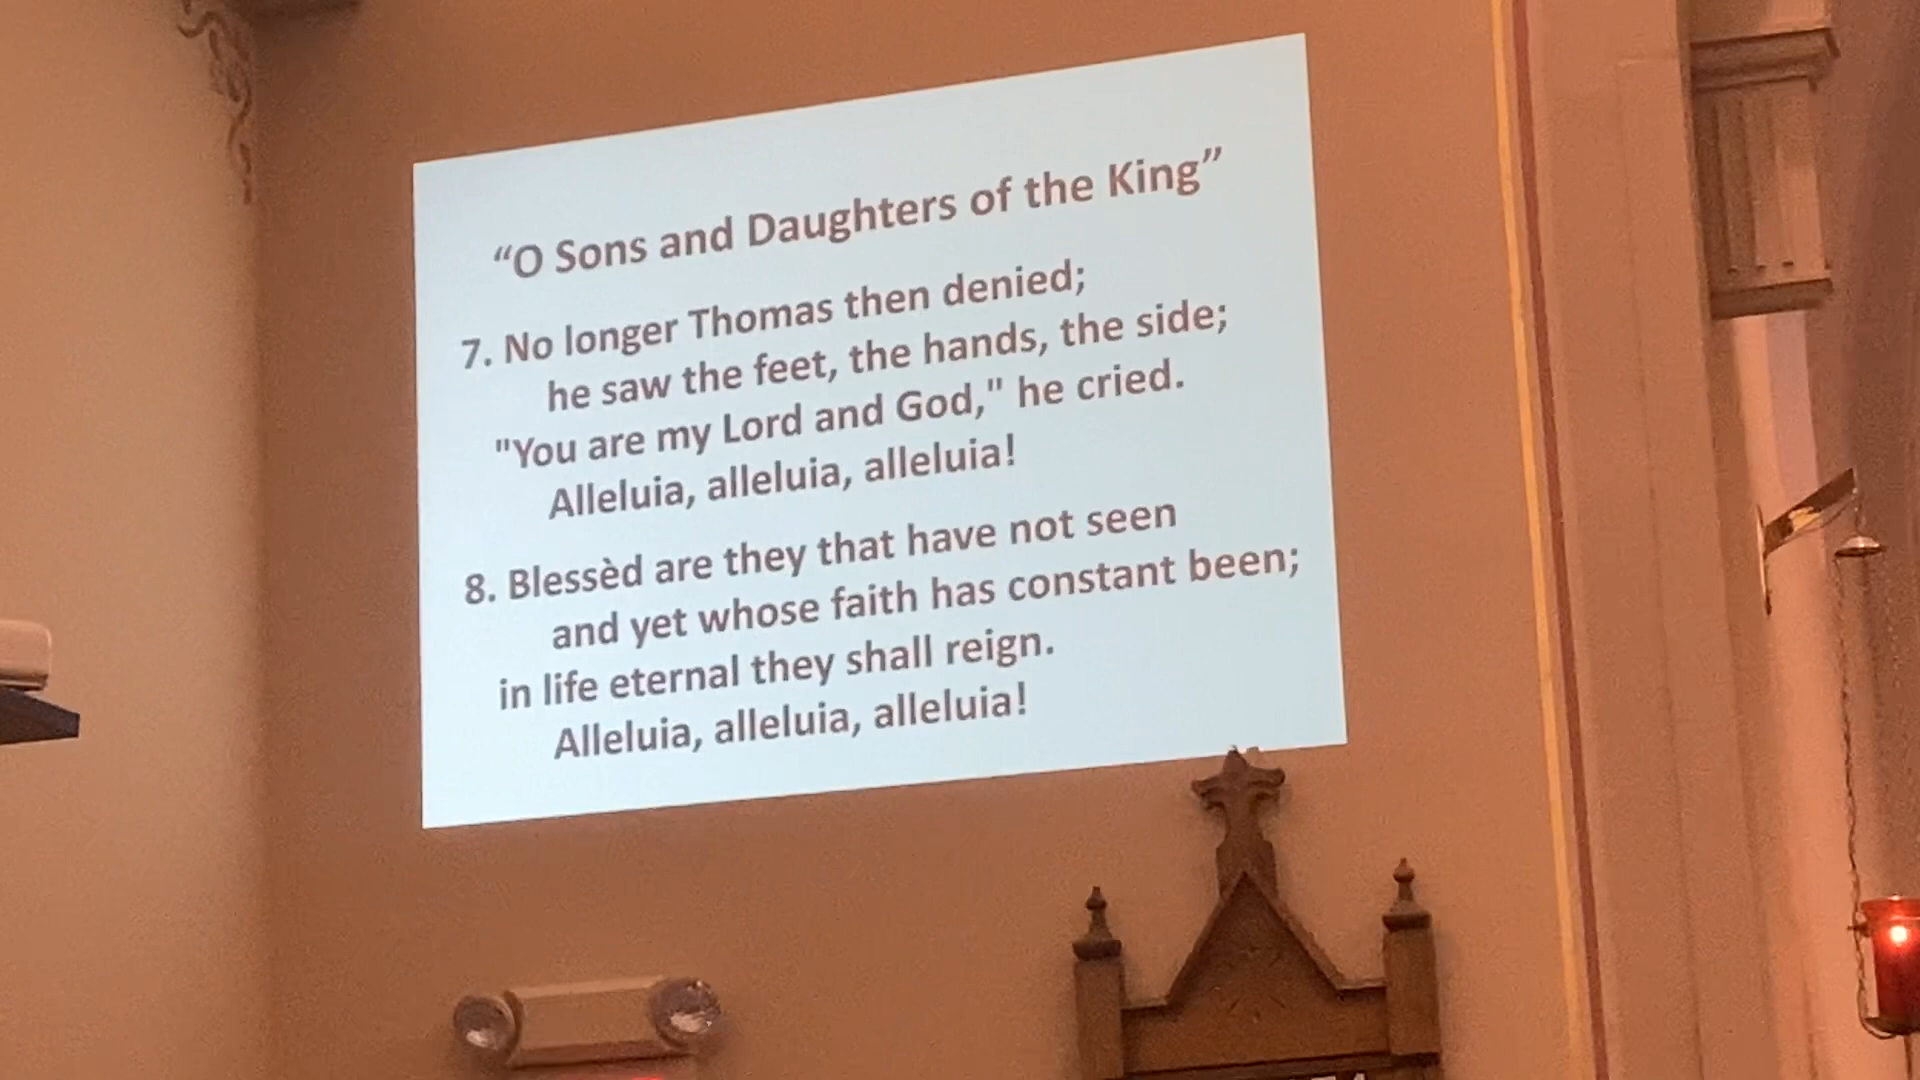 “O Sons and Daughters of the King”
7. No longer Thomas then denied;
he saw the feet, the hands, the side;
"You are my Lord and God," he cried.
Alleluia, alleluia, alleluia!
8. Blessèd are they that have not seen
and yet whose faith has constant been;
in life eternal they shall reign.
Alleluia, alleluia, alleluia!